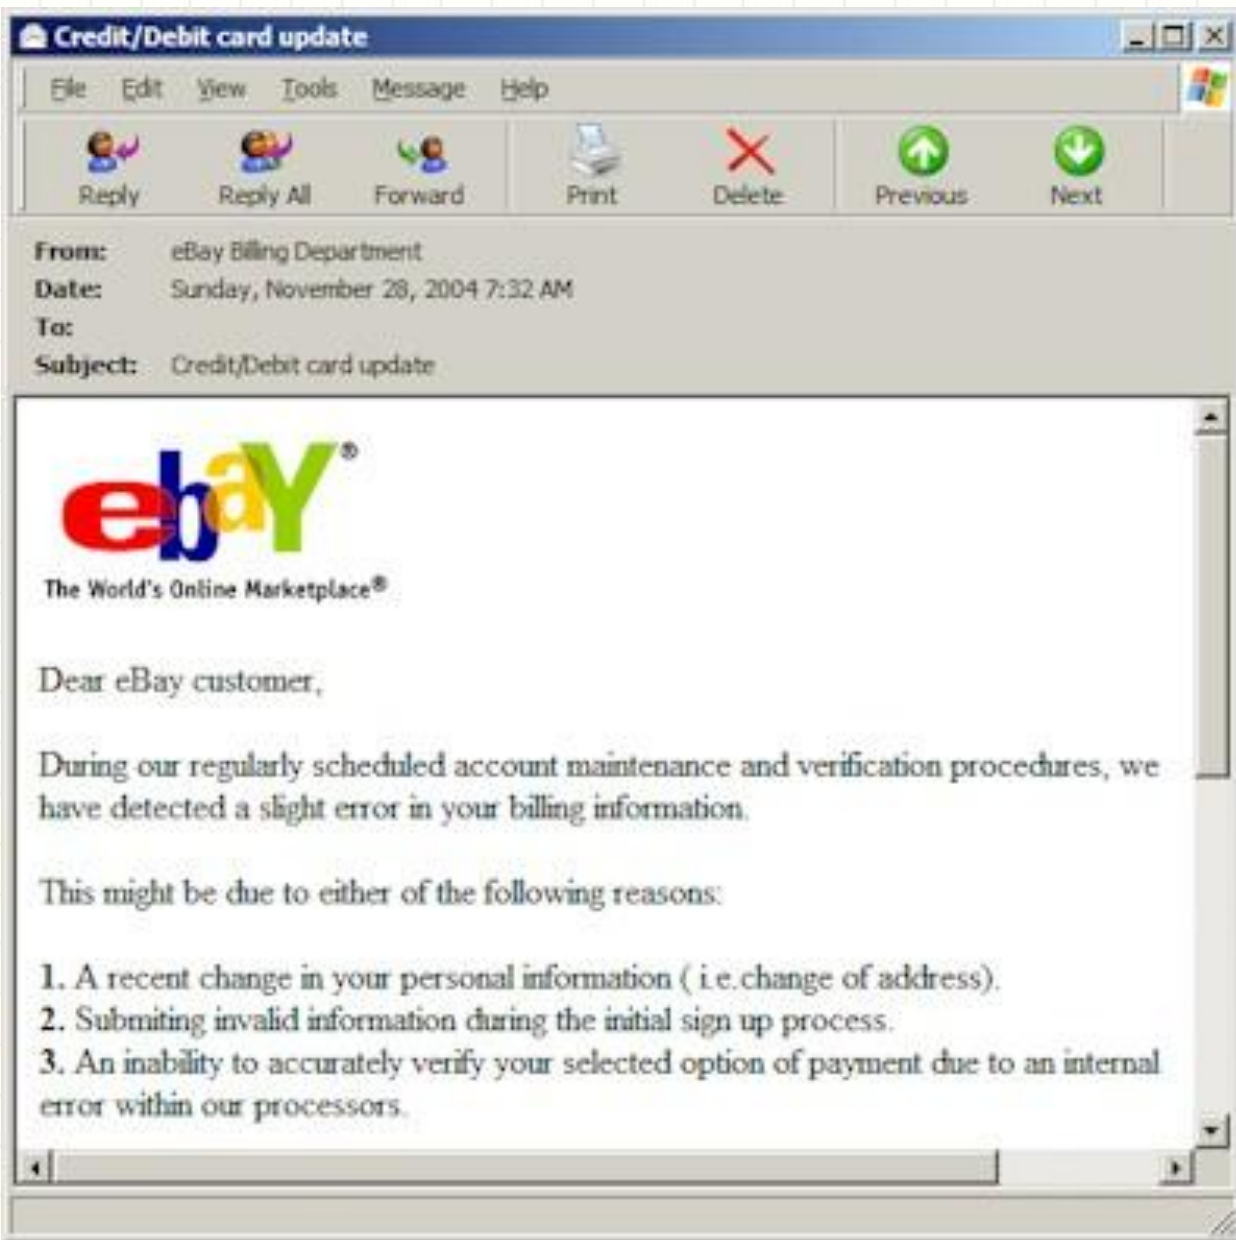 Credit/Debit card update
File Edit View Tools Message Help
Reply Reply All Forward Print Delete Previous Next
From: eBay Billing Department
Date: Sunday, November 28, 2004 7:32 AM
To:
Subject: Credit/Debit card update
ebaY®
The World's Online Marketplace®
Dear eBay customer,
During our regularly scheduled account maintenance and verification procedures, we
have detected a slight error in your billing information.
This might be due to either of the following reasons:
1. A recent change in your personal information ( i.e.change of address).
2. Submiting invalid information during the initial sign up process.
3. An inability to accurately verify your selected option of payment due to an internal
error within our processors.